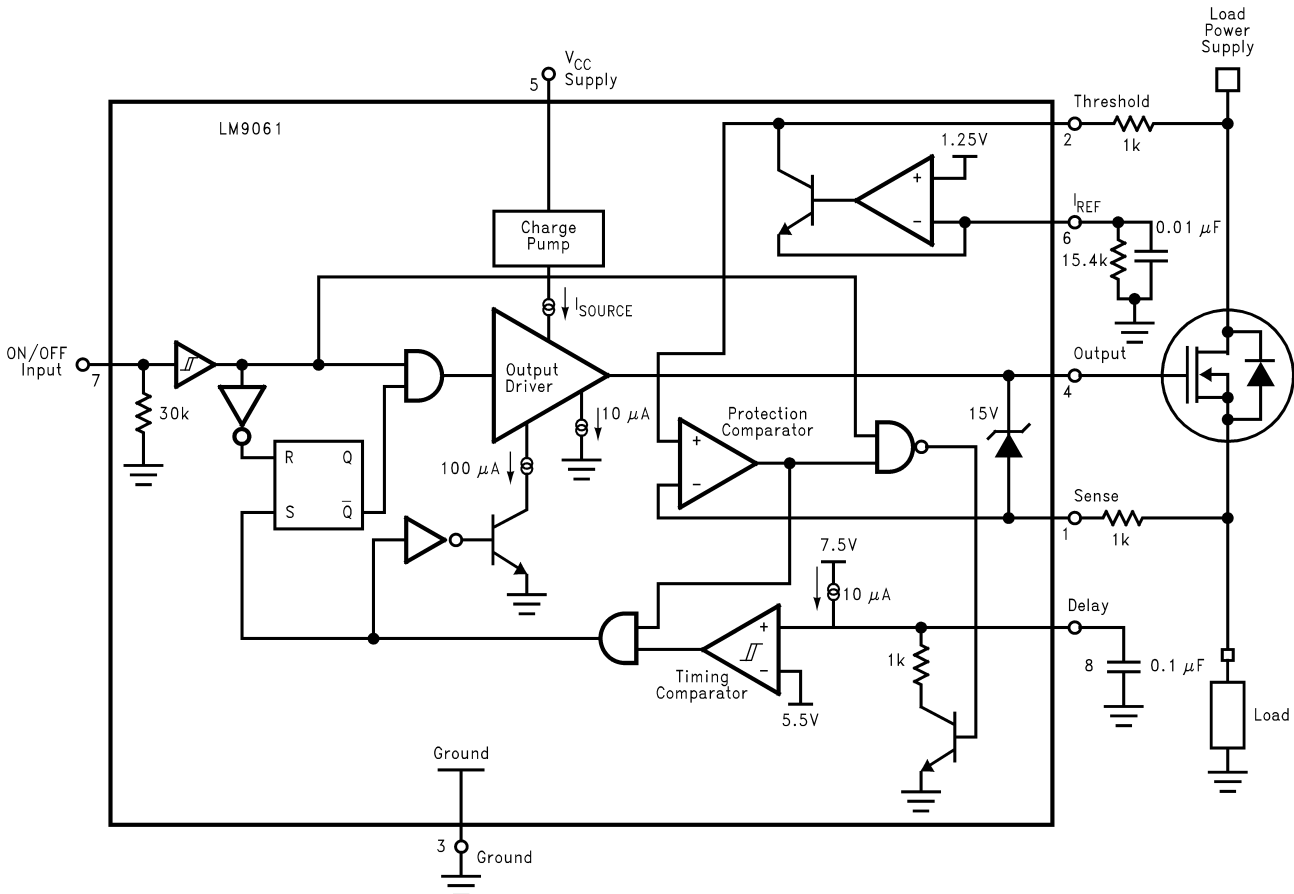 Load
Power
Supply
V_CC
Supply
5
LM9061
Threshold
2
1k
1.25V
+
−
I_REF
6
0.01 μF
15.4k
Charge
Pump
I_SOURCE
ON/OFF
Input
7
30k
Output
Driver
10 μA
100 μA
Output
4
15V
Protection
Comparator
+
−
R Q
S Q̅
Sense
1
1k
7.5V
10 μA
Delay
8
0.1 μF
+
−
Timing
Comparator
5.5V
1k
Load
Ground
3
Ground